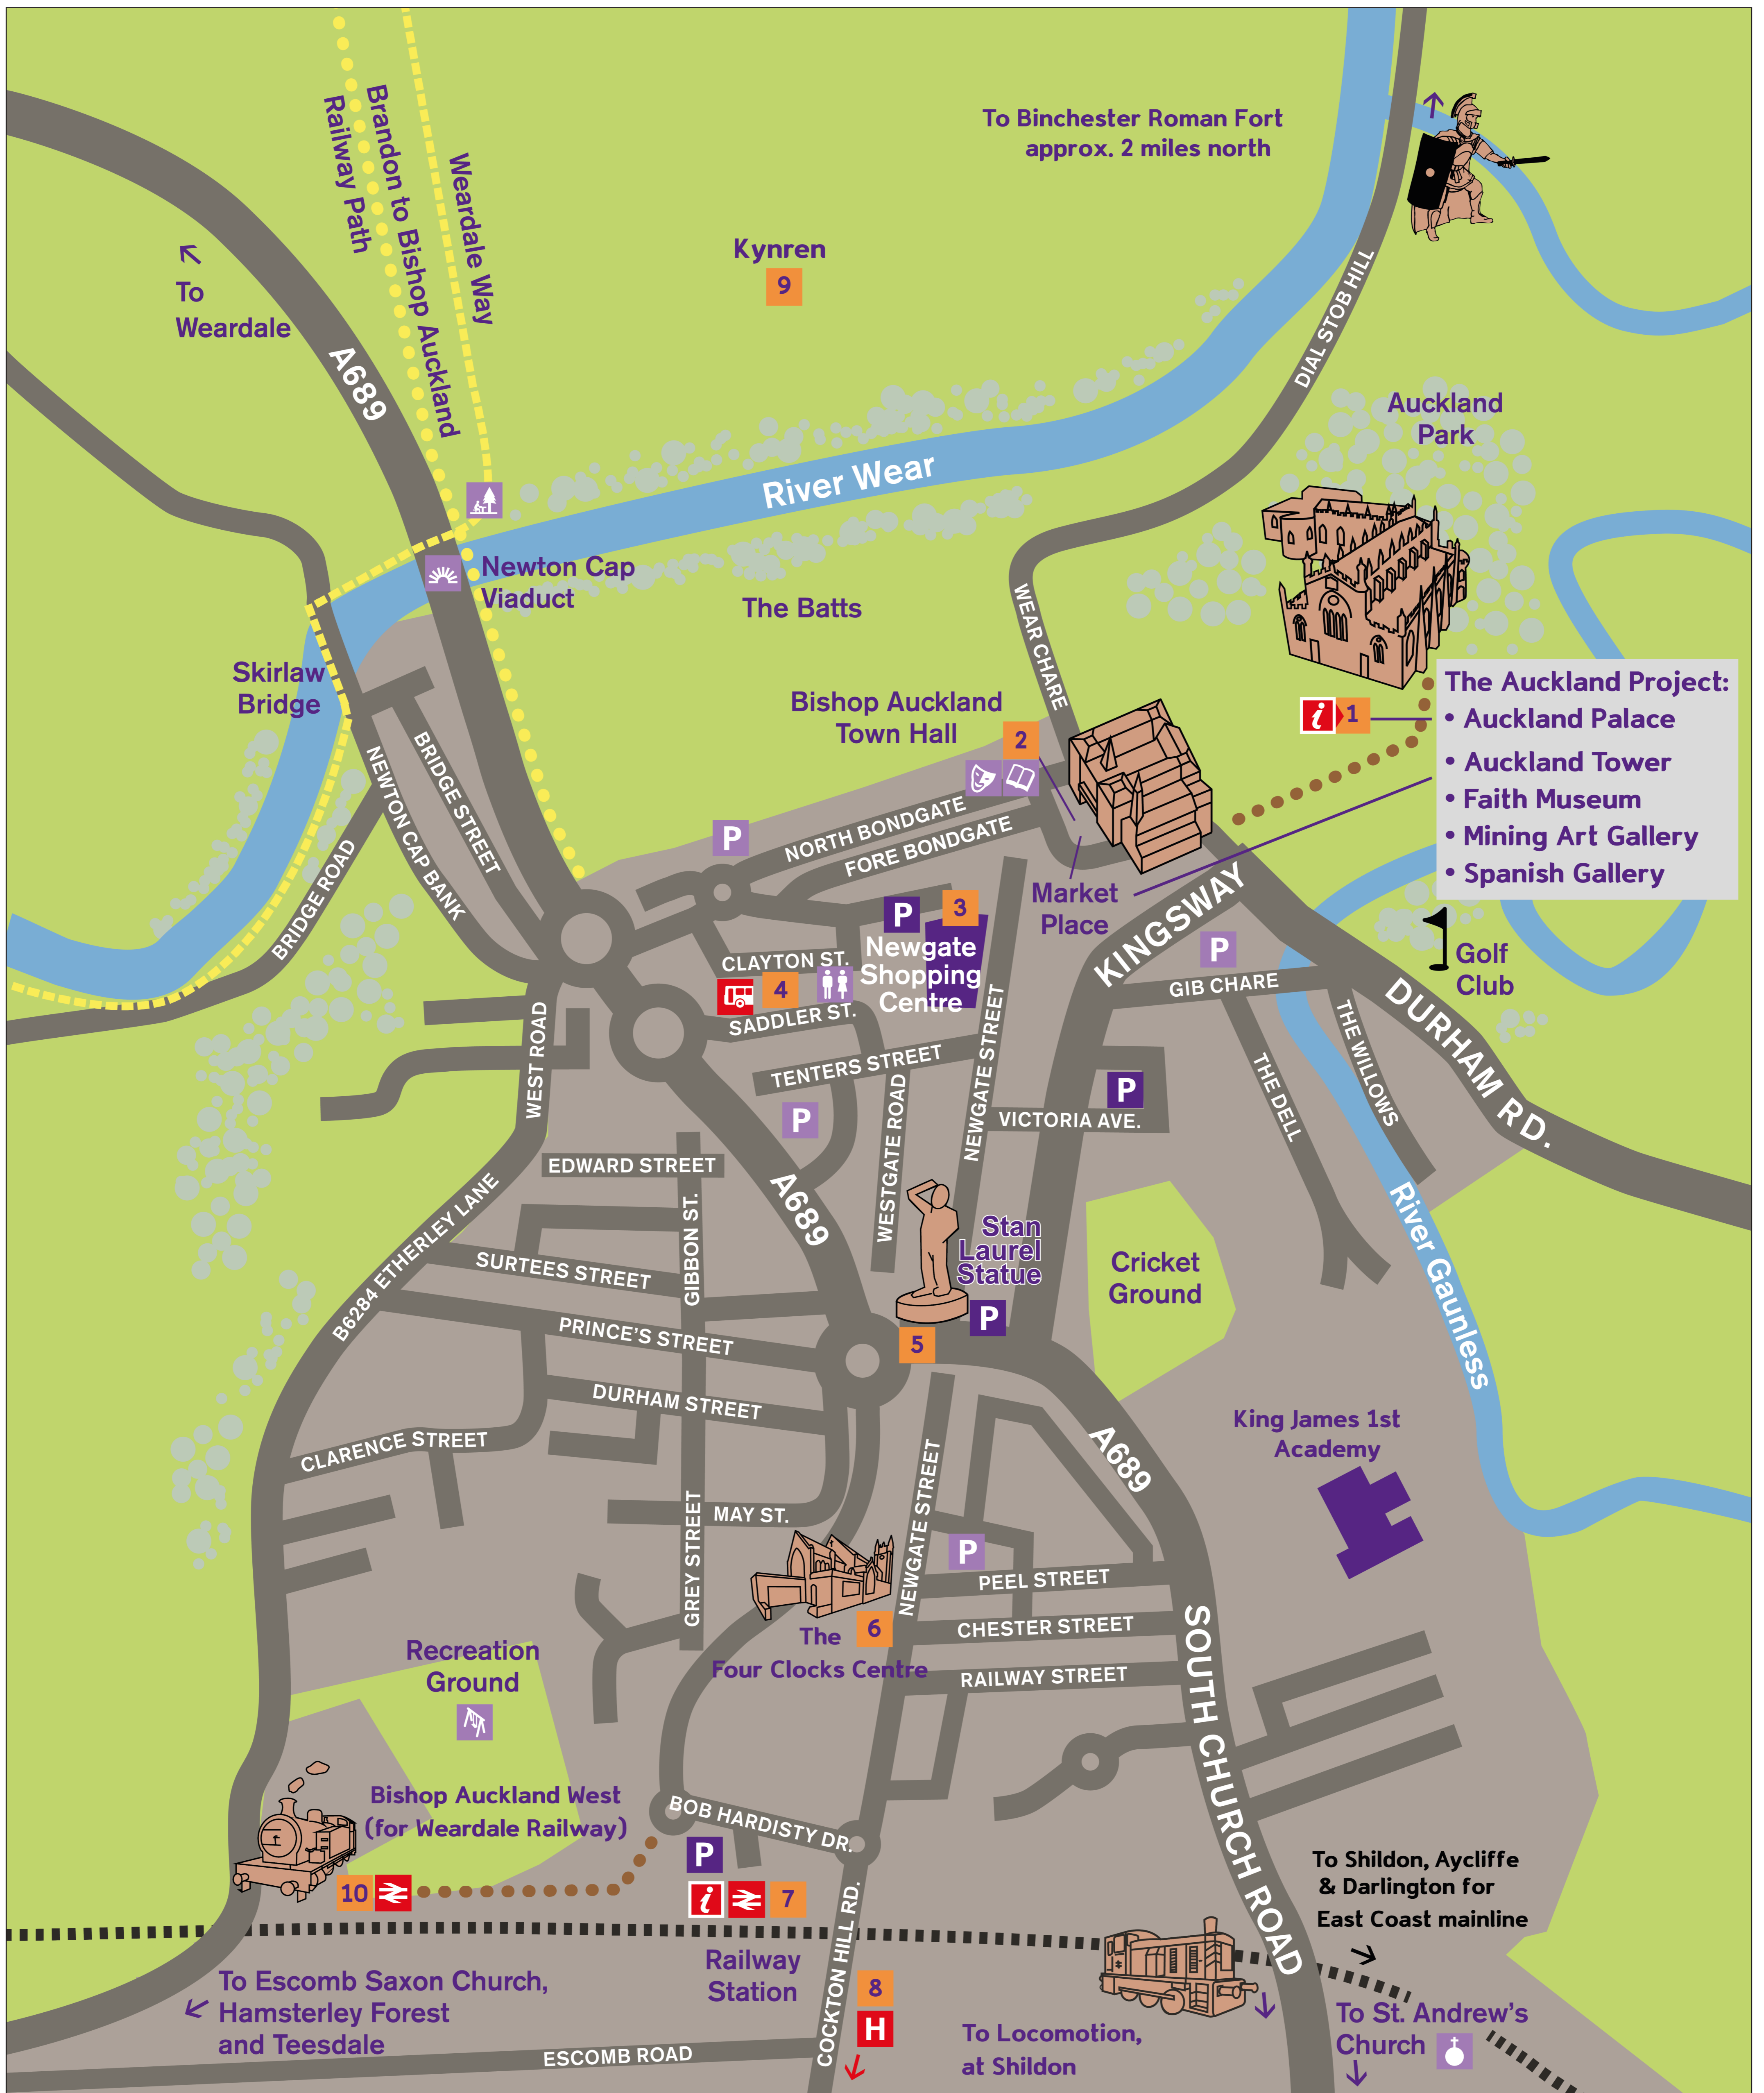 To Binchester Roman Fort
approx. 2 miles north
Brandon to Bishop Auckland
Railway Path
Weardale Way
Kynren
9
To
Weardale
A689
DIAL STOB HILL
Auckland
Park
River Wear
Newton Cap
Viaduct
The Batts
WEAR CHARE
Skirlaw
Bridge
Bishop Auckland
Town Hall
2
i 1
The Auckland Project:
• Auckland Palace
• Auckland Tower
• Faith Museum
• Mining Art Gallery
• Spanish Gallery
BRIDGE STREET
NEWTON CAP BANK
BRIDGE ROAD
P
NORTH BONDGATE
FORE BONDGATE
Market
Place
KINGSWAY
P
3
Newgate
Shopping
Centre
P
Golf
Club
CLAYTON ST.
4
SADDLER ST.
GIB CHARE
DURHAM RD.
THE WILLOWS
THE DELL
WEST ROAD
TENTERS STREET
NEWGATE STREET
P
P
VICTORIA AVE.
WESTGATE ROAD
EDWARD STREET
A689
GIBBON ST.
B6284 ETHERLEY LANE
SURTEES STREET
Stan
Laurel
Statue
Cricket
Ground
River Gaunless
P
5
PRINCE'S STREET
DURHAM STREET
CLARENCE STREET
King James 1st
Academy
A689
NEWGATE STREET
MAY ST.
GREY STREET
P
PEEL STREET
CHESTER STREET
RAILWAY STREET
The 6
Four Clocks Centre
SOUTH CHURCH ROAD
Recreation
Ground
Bishop Auckland West
(for Weardale Railway)
BOB HARDISTY DR.
P
10
i 7
Railway
Station
COCKTON HILL RD.
8
H
To Shildon, Aycliffe
& Darlington for
East Coast mainline
To Escomb Saxon Church,
Hamsterley Forest
and Teesdale
ESCOMB ROAD
To Locomotion,
at Shildon
To St. Andrew's
Church